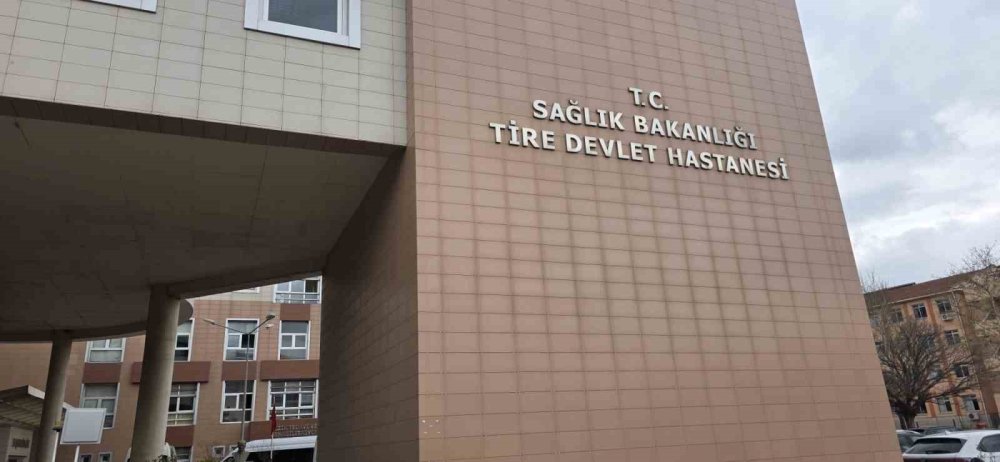 T.C.
SAĞLIK BAKANLIĞI
TİRE DEVLET HASTANESİ